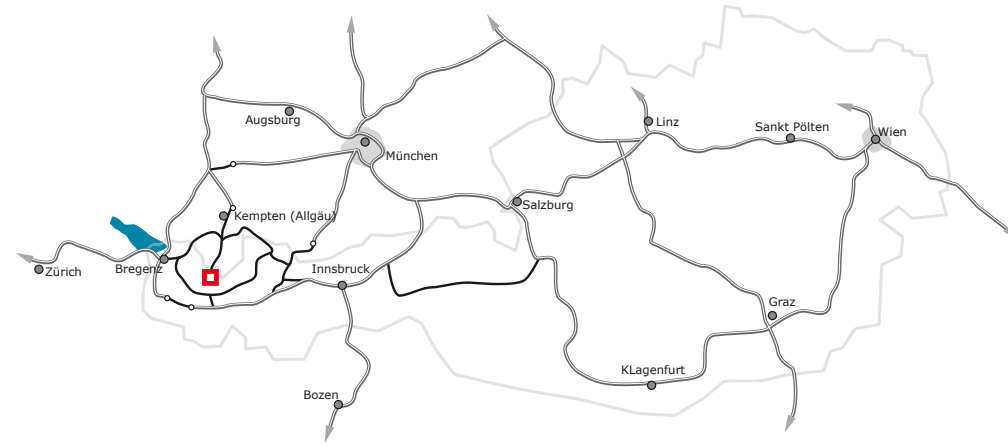 Augsburg
München
Linz
Sankt Pölten
Wien
Kempten (Allgäu)
Salzburg
Zürich
Bregenz
Innsbruck
Graz
KLagenfurt
Bozen